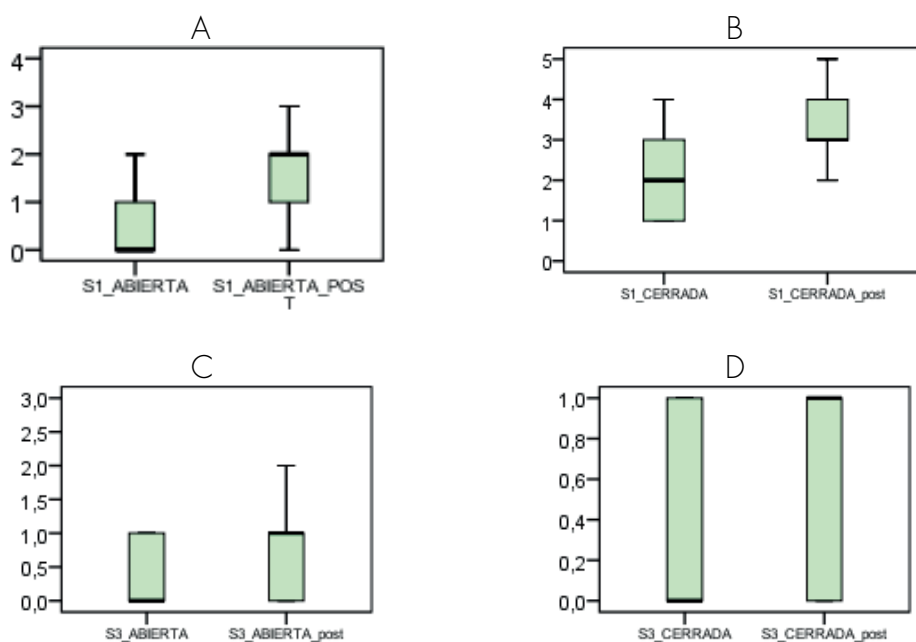 A
4
3
2
1
0
S1_ABIERTA
S1_ABIERTA_POS
T
B
5
4
3
2
1
0
S1_CERRADA
S1_CERRADA_post
C
3,0
2,5
2,0
1,5
1,0
0,5
0,0
S3_ABIERTA
S3_ABIERTA_post
D
1,0
0,8
0,6
0,4
0,2
0,0
S3_CERRADA
S3_CERRADA_post